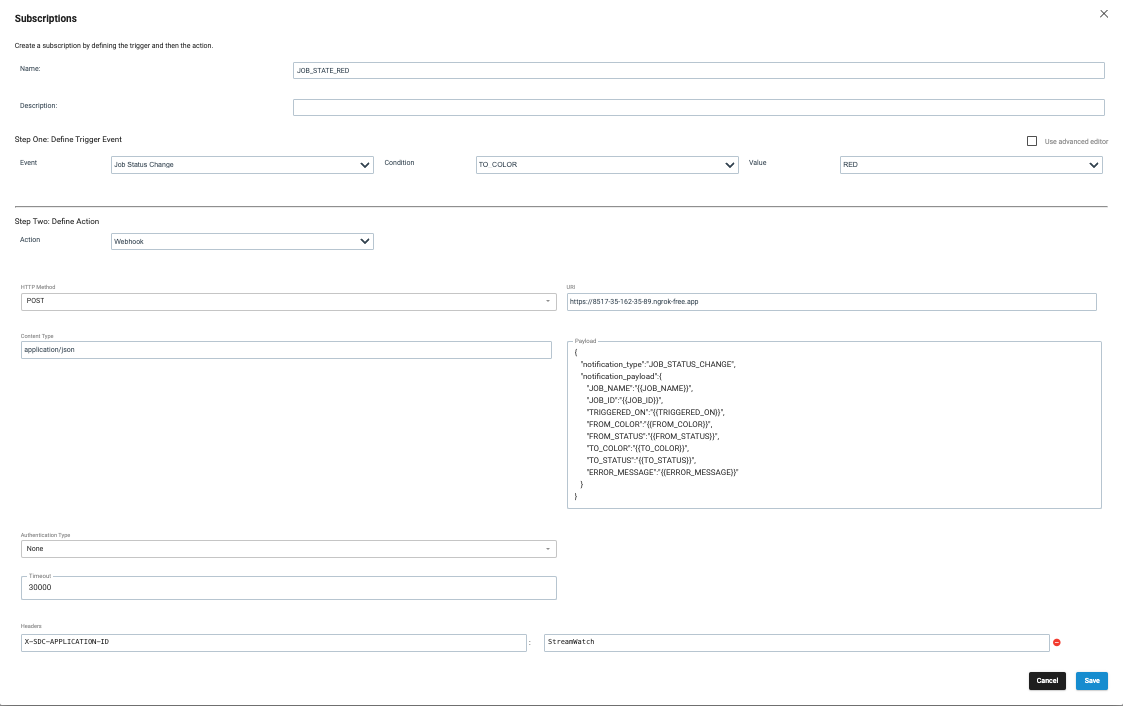 Subscriptions
Create a subscription by defining the trigger and then the action.
Name:
JOB_STATE_RED
Description:
Step One: Define Trigger Event
Use advanced editor
Event
Job Status Change
Condition
TO_COLOR
Value
RED
Step Two: Define Action
Action
Webhook
HTTP Method
POST
URI
https://8517-35-162-35-89.ngrok-free.app
Content Type
application/json
Payload
{
"notification_type":"JOB_STATUS_CHANGE",
"notification_payload":{
"JOB_NAME":"{{JOB_NAME}}",
"JOB_ID":"{{JOB_ID}}",
"TRIGGERED_ON":"{{TRIGGERED_ON}}",
"FROM_COLOR":"{{FROM_COLOR}}",
"FROM_STATUS":"{{FROM_STATUS}}",
"TO_COLOR":"{{TO_COLOR}}",
"TO_STATUS":"{{TO_STATUS}}",
"ERROR_MESSAGE":"{{ERROR_MESSAGE}}"
}
}
Authentication Type
None
Timeout
30000
Headers
X-SDC-APPLICATION-ID
:
StreamWatch
Cancel
Save